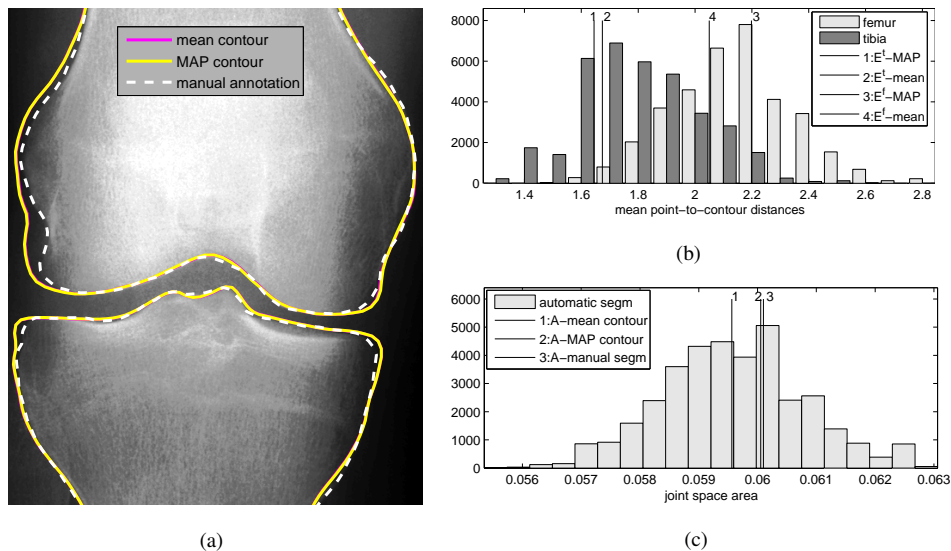 mean contour
MAP contour
manual annotation
(a)
8000
6000
4000
2000
0
1 2 4 3
femur
tibia
1:Eᵗ−MAP
2:Eᵗ−mean
3:Eᶠ−MAP
4:Eᶠ−mean
1.4 1.6 1.8 2 2.2 2.4 2.6 2.8
mean point−to−contour distances
(b)
6000
5000
4000
3000
2000
1000
0
automatic segm
1:A−mean contour
2:A−MAP contour
3:A−manual segm
1 2 3
0.056 0.057 0.058 0.059 0.06 0.061 0.062 0.063
joint space area
(c)